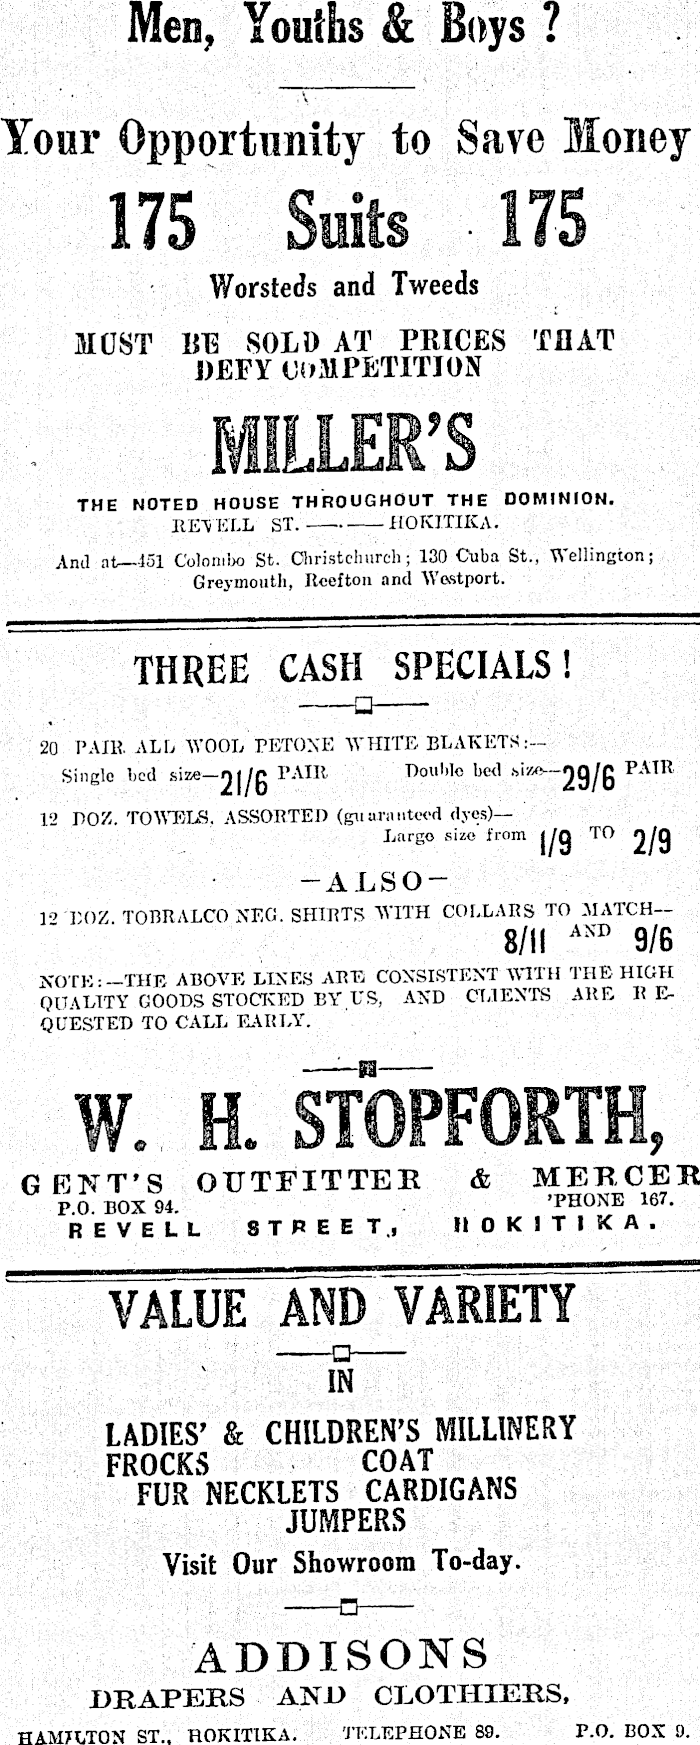 Men, Youths & Boys ?
Your Opportunity to Save Money
175 Suits 175
Worsteds and Tweeds
MUST BE SOLD AT PRICES THAT
DEFY COMPETITION
MILLER'S
THE NOTED HOUSE THROUGHOUT THE DOMINION.
REVELL ST. —— HOKITIKA.
And at—451 Colombo St. Christchurch; 130 Cuba St., Wellington;
Greymouth, Reefton and Westport.
THREE CASH SPECIALS!
20 PAIR ALL WOOL PETONE WHITE BLAKETS:—
Single bed size—21/6 PAIR Double bed size—29/6 PAIR
12 DOZ. TOWELS, ASSORTED (guaranteed dyes)—
Large size from 1/9 TO 2/9
—ALSO—
12 DOZ. TOBRALCO NEG. SHIRTS WITH COLLARS TO MATCH—
8/11 AND 9/6
NOTE:—THE ABOVE LINES ARE CONSISTENT WITH THE HIGH
QUALITY GOODS STOCKED BY US, AND CLIENTS ARE RE-
QUESTED TO CALL EARLY.
W. H. STOPFORTH,
GENT'S OUTFITTER & MERCER
P.O. BOX 94. 'PHONE 167.
REVELL STREET, HOKITIKA.
VALUE AND VARIETY
IN
LADIES' & CHILDREN'S MILLINERY
FROCKS COAT
FUR NECKLETS CARDIGANS
JUMPERS
Visit Our Showroom To-day.
ADDISONS
DRAPERS AND CLOTHIERS,
HAMILTON ST., HOKITIKA. TELEPHONE 89. P.O. BOX 9.